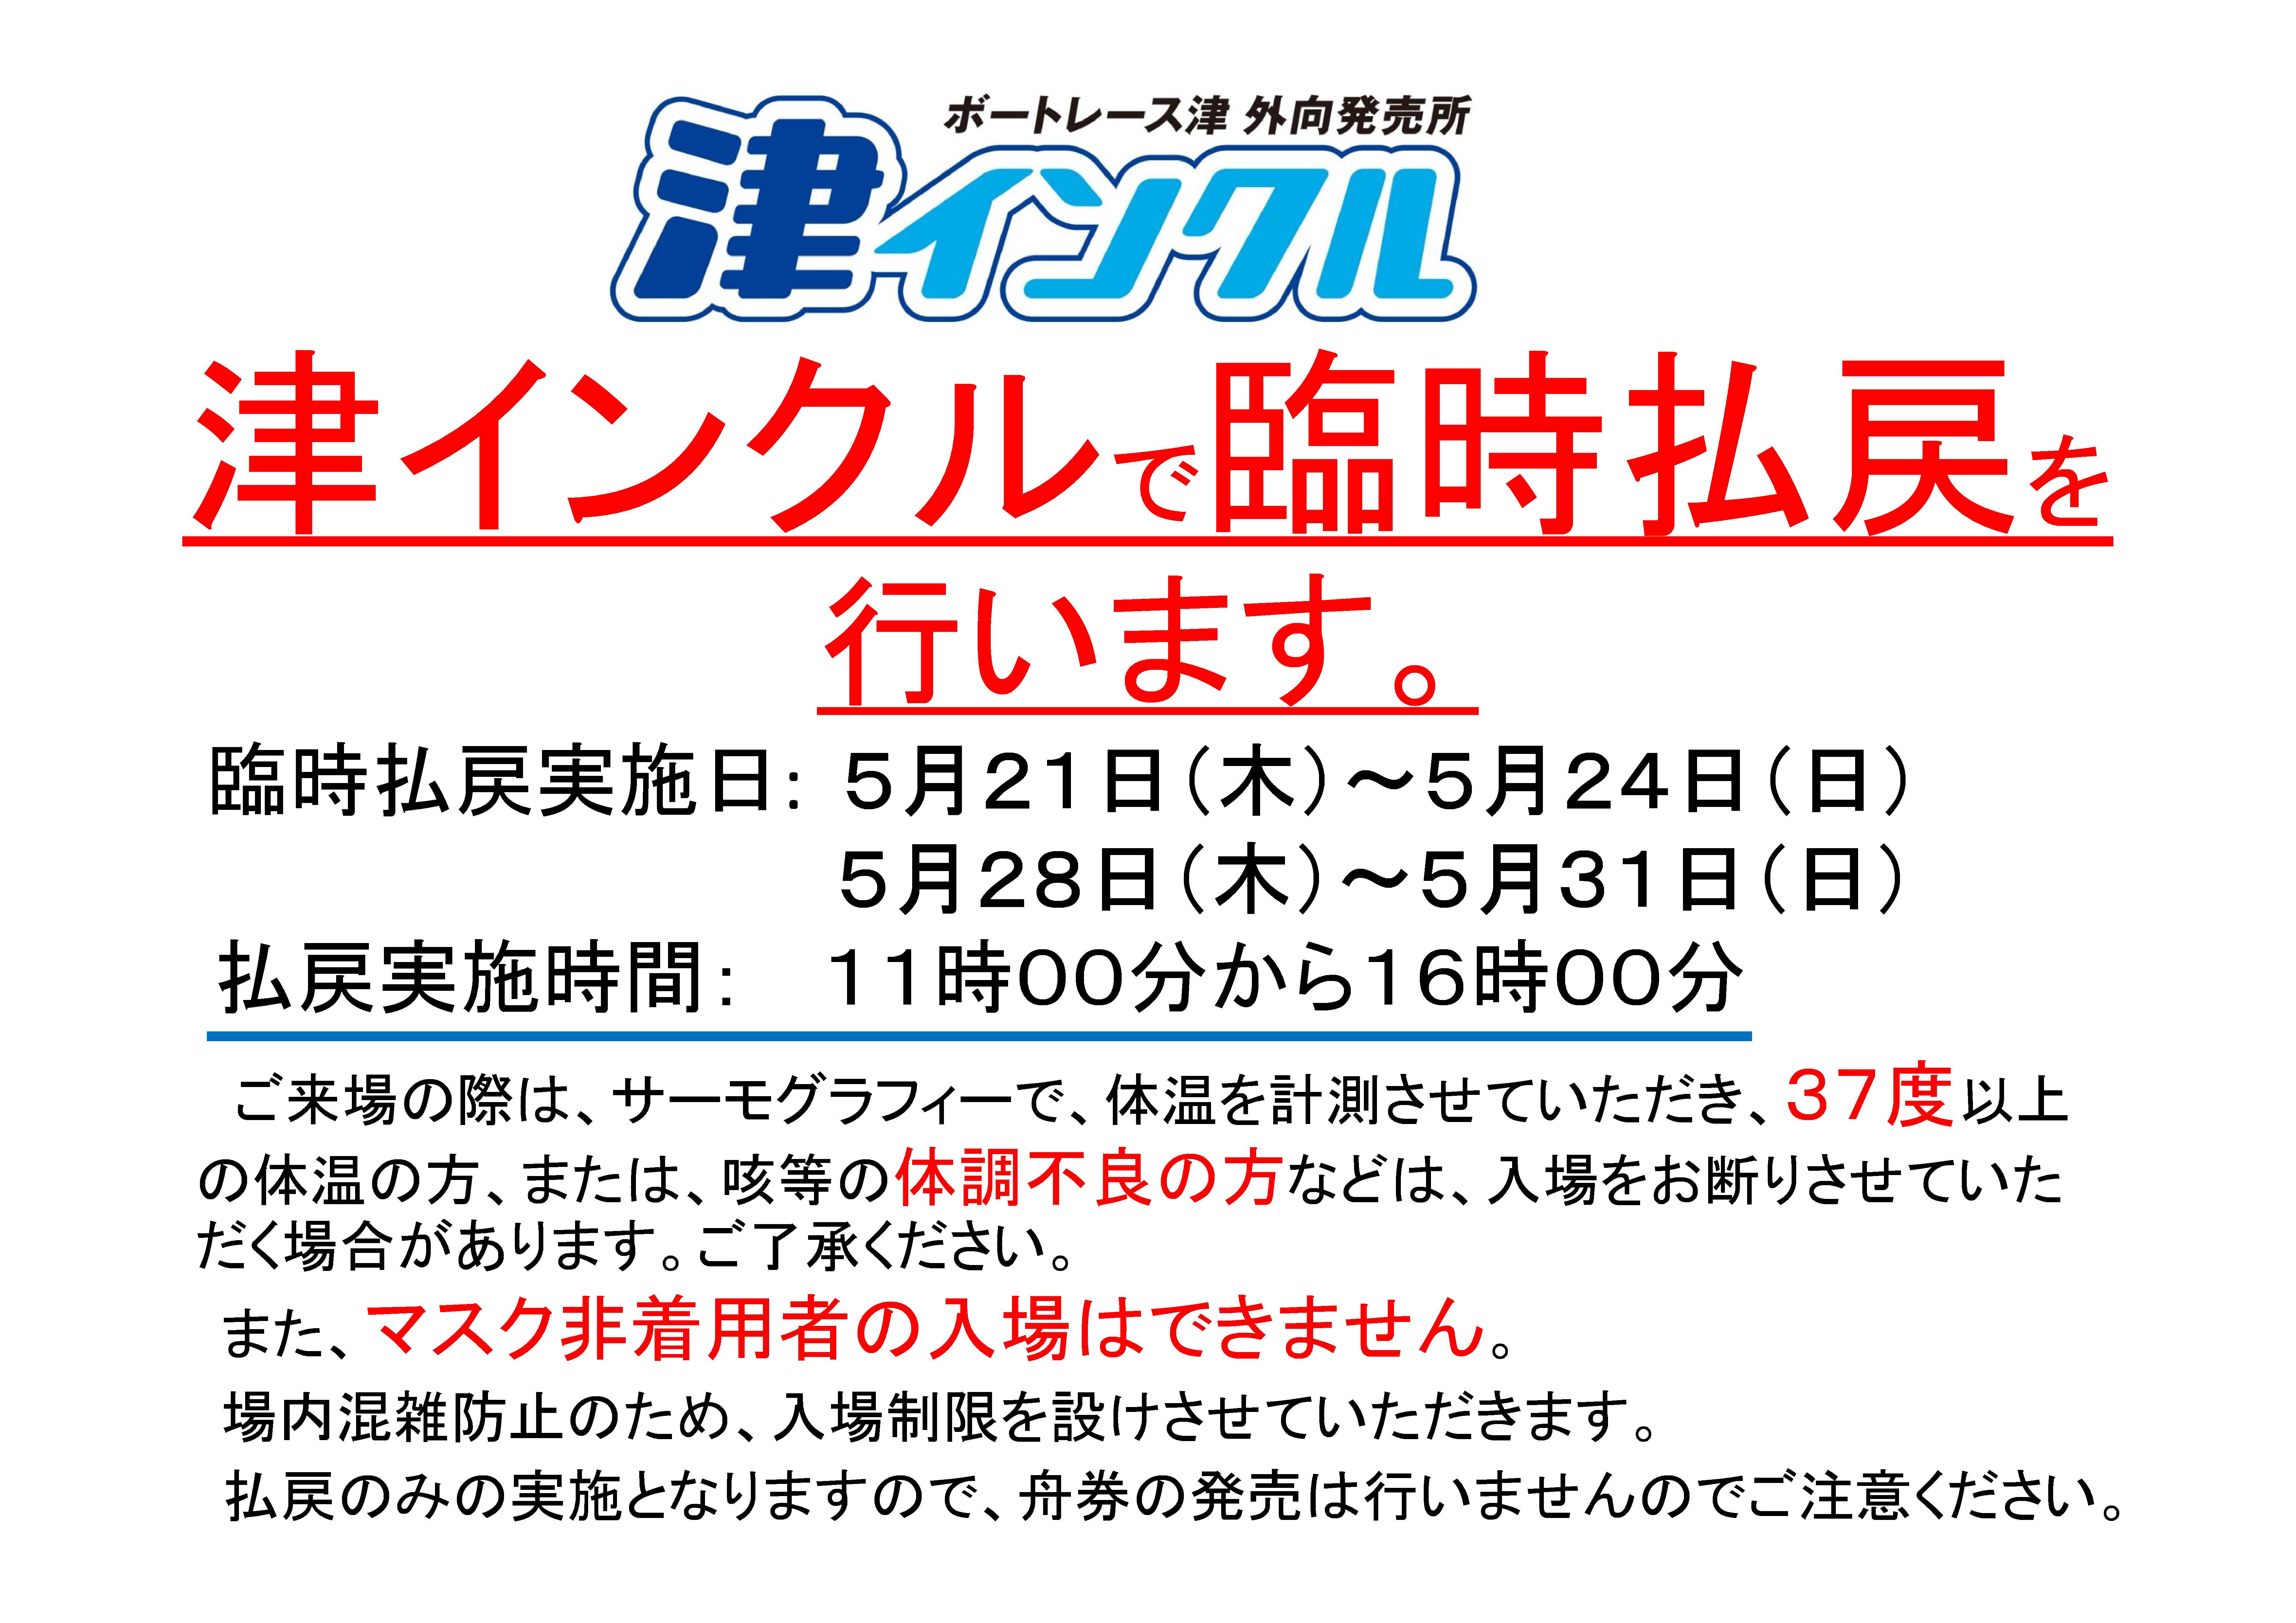 ボートレース津 外向発売所
津インクル
津インクルで臨時払戻を
行います。
臨時払戻実施日：５月２１日（木）～５月２４日（日）
５月２８日（木）～５月３１日（日）
払戻実施時間：　１１時００分から１６時００分
ご来場の際は、サーモグラフィーで、体温を計測させていただき、３７度以上
の体温の方、または、咳等の体調不良の方などは、入場をお断りさせていた
だく場合があります。ご了承ください。
また、マスク非着用者の入場はできません。
場内混雑防止のため、入場制限を設けさせていただきます。
払戻のみの実施となりますので、舟券の発売は行いませんのでご注意ください。